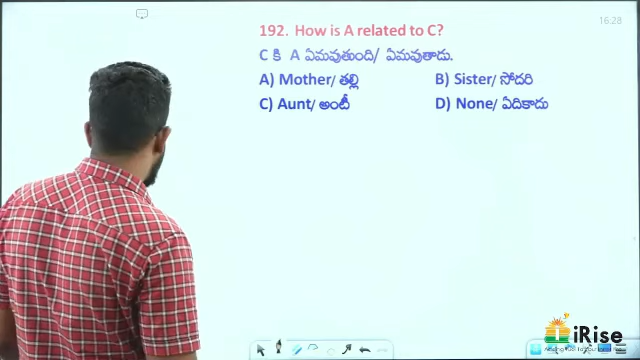 16:28
192. How is A related to C?
C కి A ఏమవుతుంది/ ఏమవుతాడు.
A) Mother/ తల్లి
B) Sister/ సోదరి
C) Aunt/ అంటీ
D) None/ ఏదికాదు
iRise